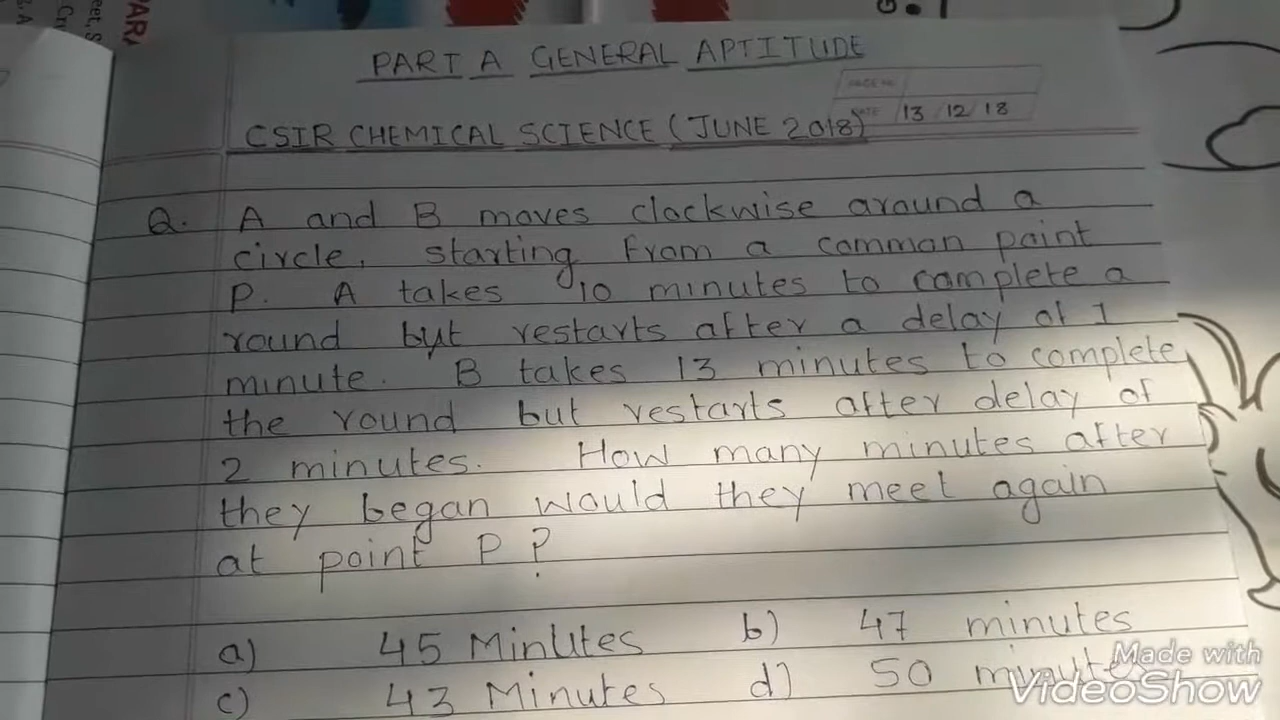 PART A GENERAL APTITUDE
PAGE No.
DATE 13 / 12 / 18
CSIR CHEMICAL SCIENCE (JUNE 2018)
Q. A and B moves clockwise around a
circle, starting from a common point
P. A takes 10 minutes to complete a
round but restarts after a delay of 1
minute. B takes 13 minutes to complete
the round but restarts after delay of
2 minutes. How many minutes after
they began would they meet again
at point P?
a) 45 Minutes b) 47 minutes
c) 43 Minutes d) 50 minutes
Made with
VideoShow